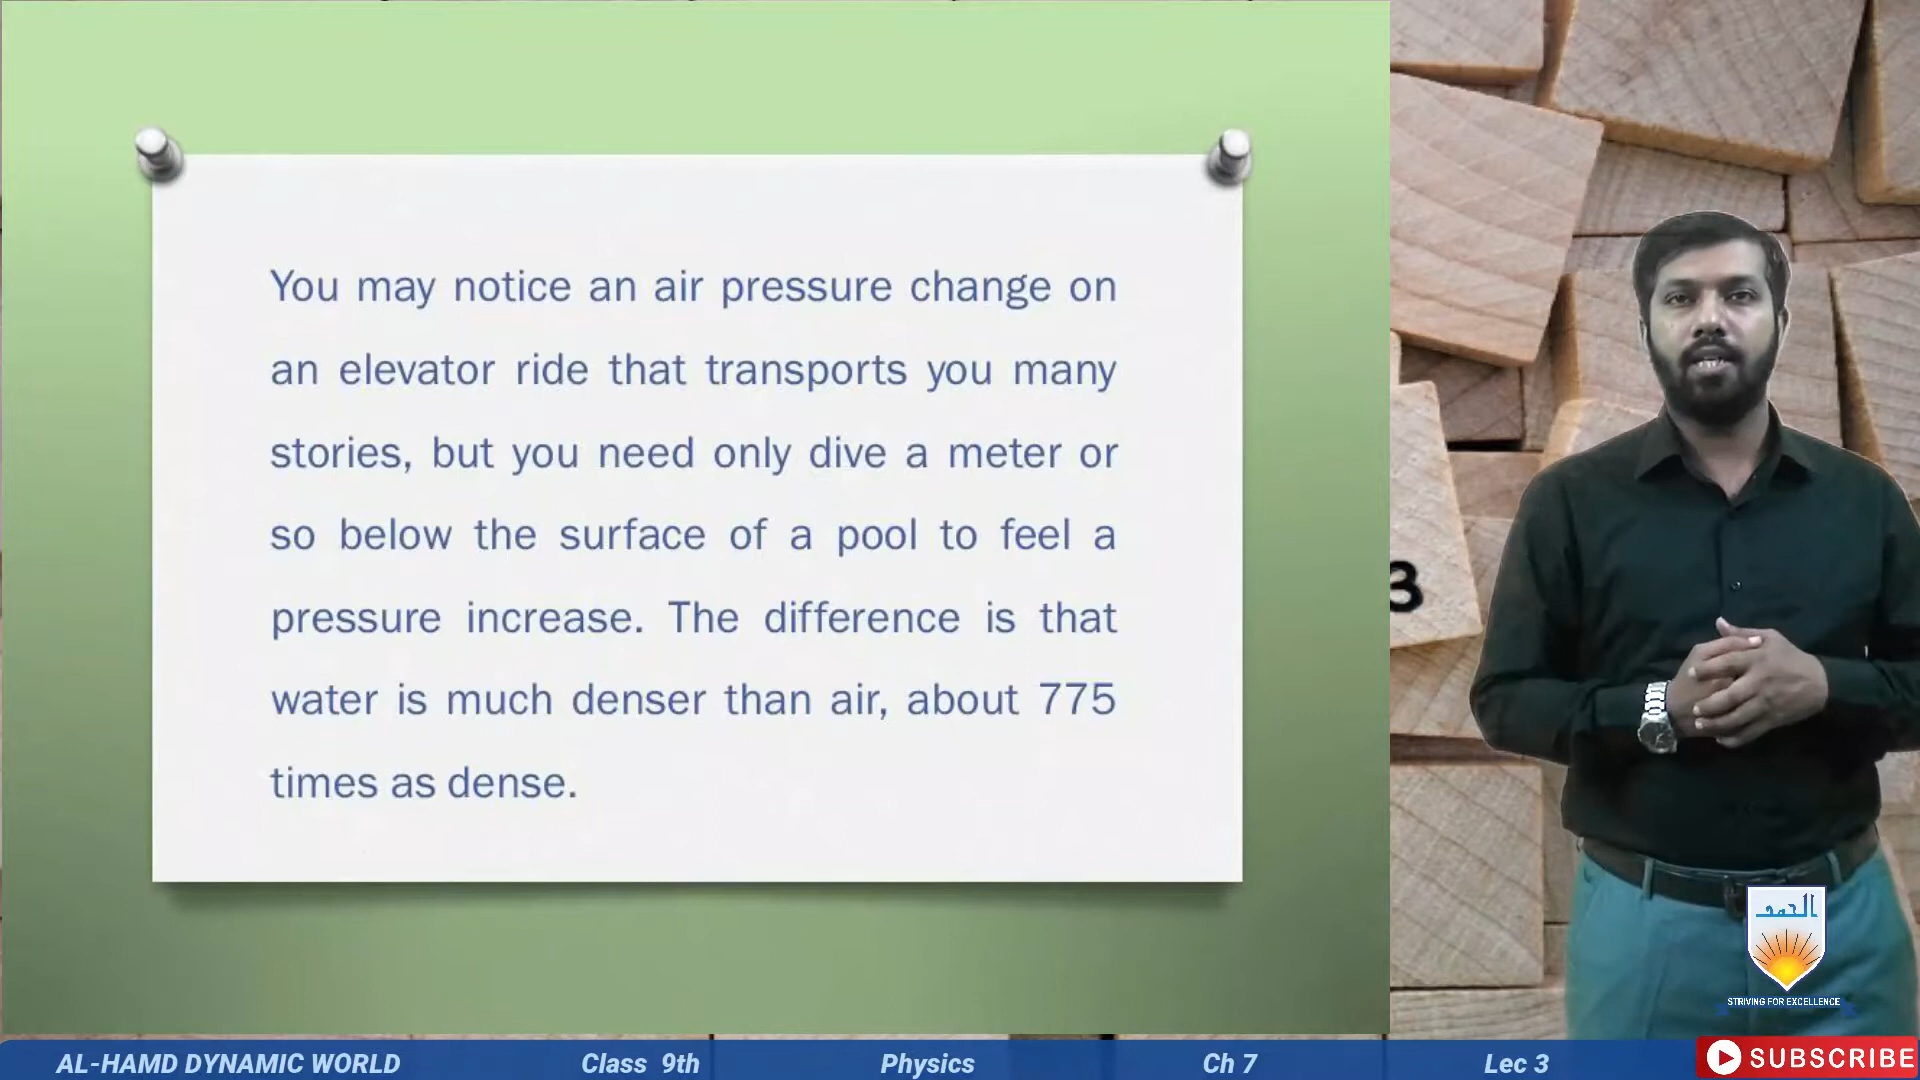 You may notice an air pressure change on
an elevator ride that transports you many
stories, but you need only dive a meter or
so below the surface of a pool to feel a
pressure increase. The difference is that
water is much denser than air, about 775
times as dense.
3
الحمد
STRIVING FOR EXCELLENCE
AL-HAMD DYNAMIC WORLD Class 9th Physics Ch 7 Lec 3 SUBSCRIBE